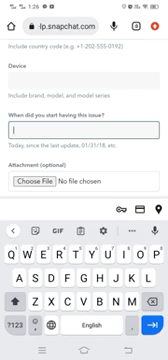 1:26
lp.snapchat.com
Include country code (e.g. +1-202-555-0192)
Device
Include brand, model, and model series
When did you start having this issue?
Today, since the last update, 01/31/18, etc.
Attachment (optional)
Choose File No file chosen
GIF
Q W E R T Y U I O P
A S D F G H J K L
Z X C V B N M
?123 , English .